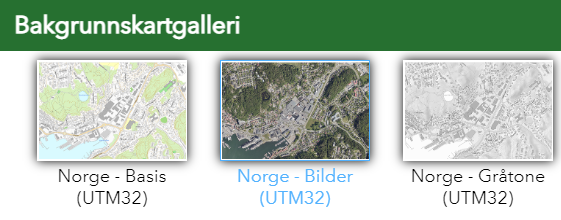 Bakgrunnskartgalleri
Norge - Basis
(UTM32)
Norge - Bilder
(UTM32)
Norge - Gråtone
(UTM32)